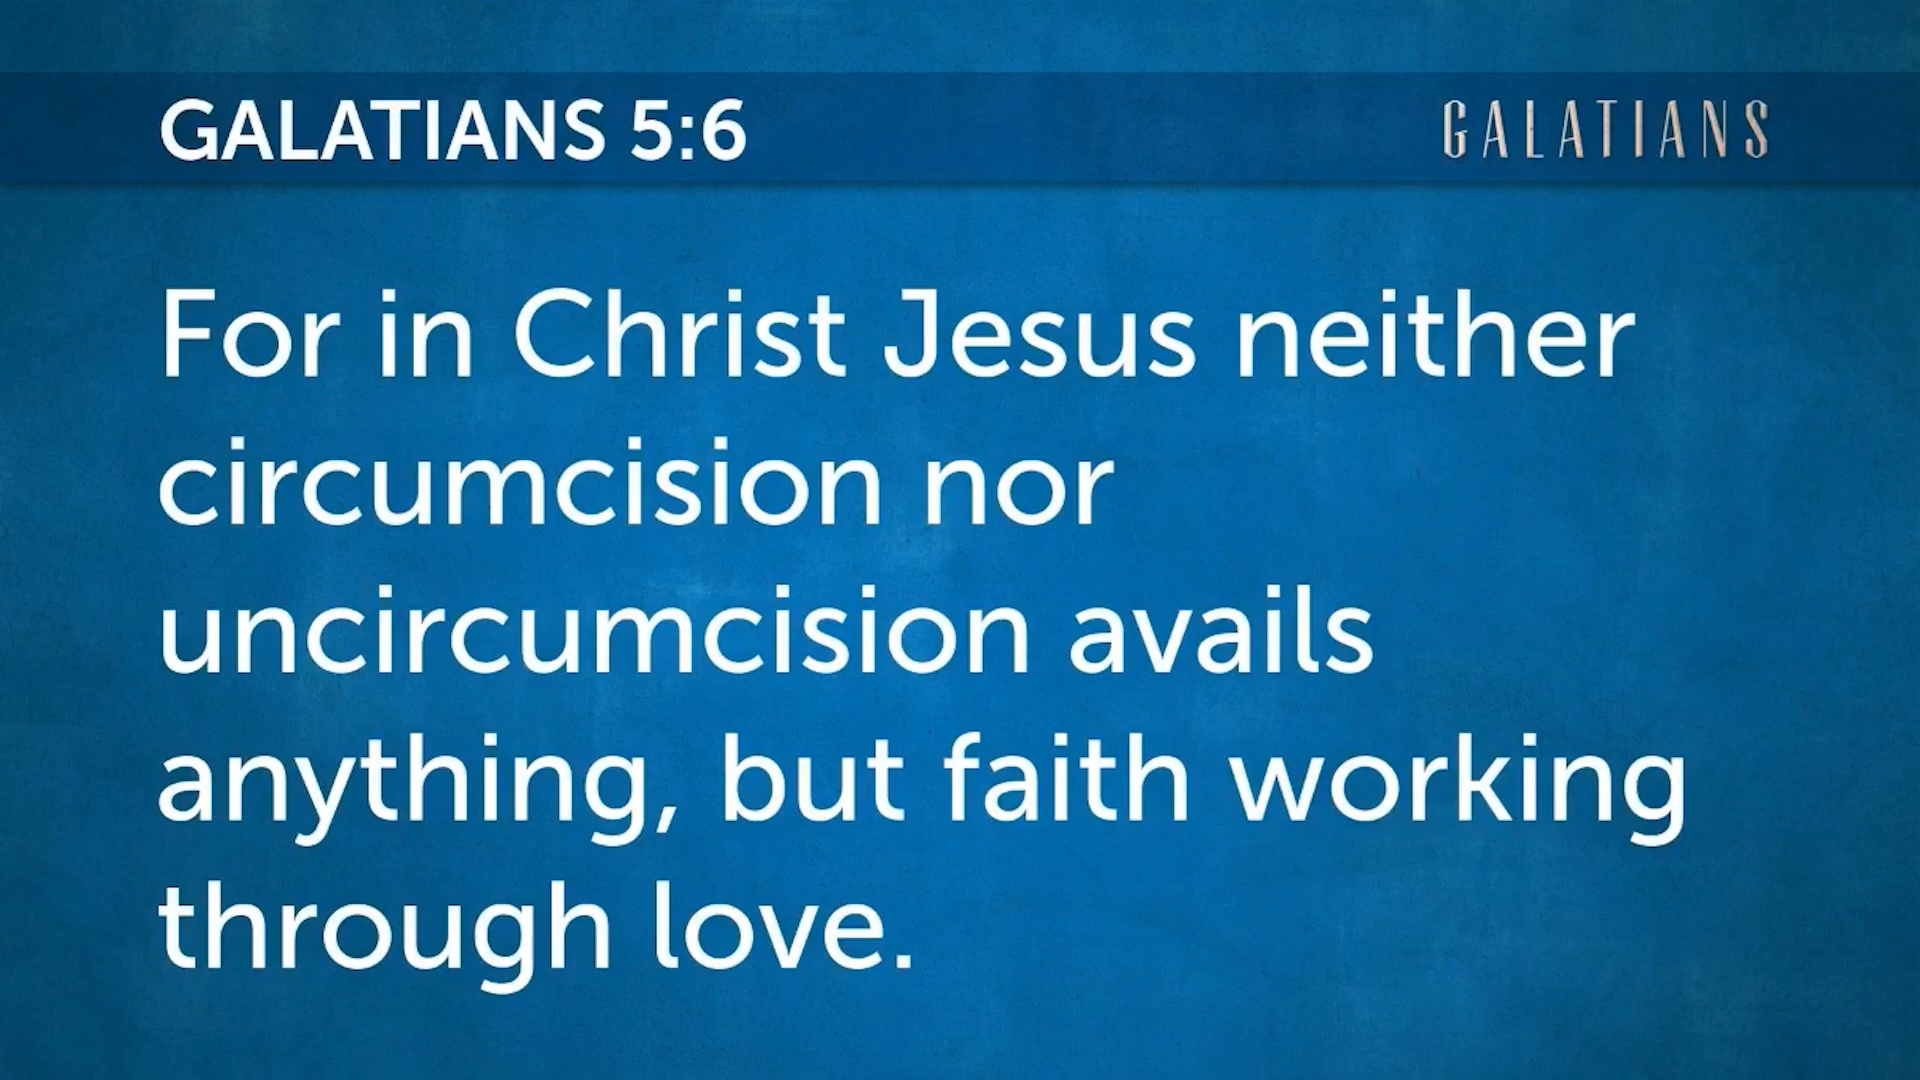 GALATIANS 5:6
GALATIANS
For in Christ Jesus neither
circumcision nor
uncircumcision avails
anything, but faith working
through love.